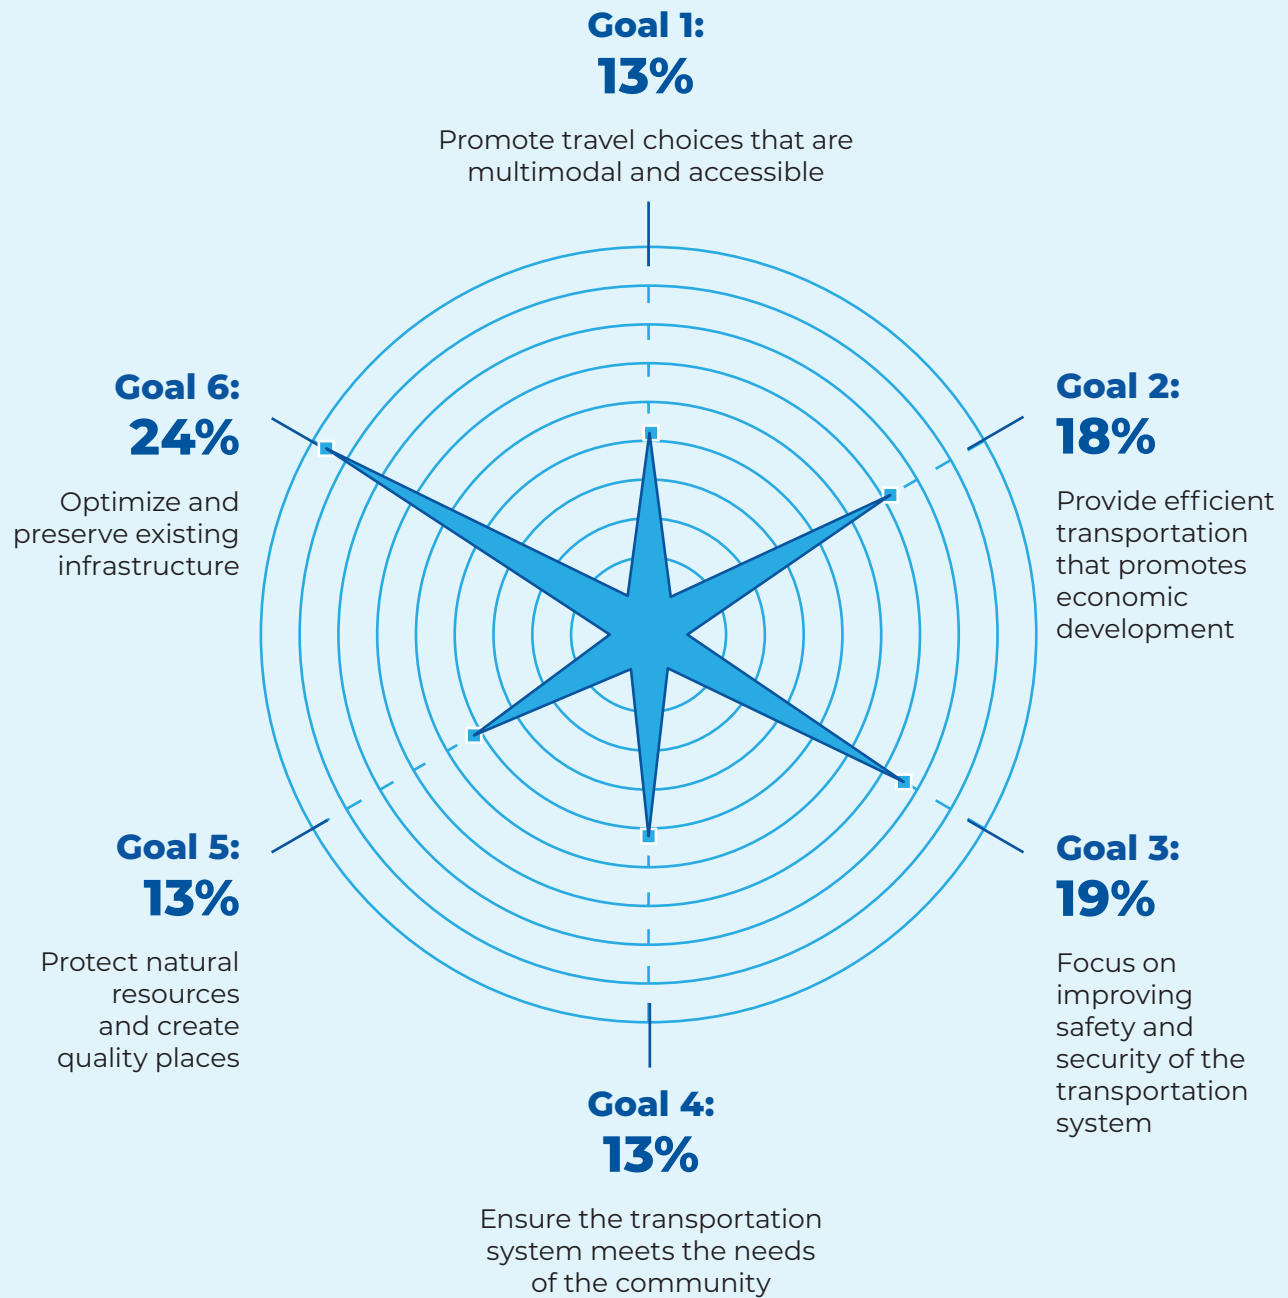 Goal 1:
13%
Promote travel choices that are
multimodal and accessible
Goal 2:
18%
Provide efficient
transportation
that promotes
economic
development
Goal 3:
19%
Focus on
improving
safety and
security of the
transportation
system
Goal 4:
13%
Ensure the transportation
system meets the needs
of the community
Goal 5:
13%
Protect natural
resources
and create
quality places
Goal 6:
24%
Optimize and
preserve existing
infrastructure